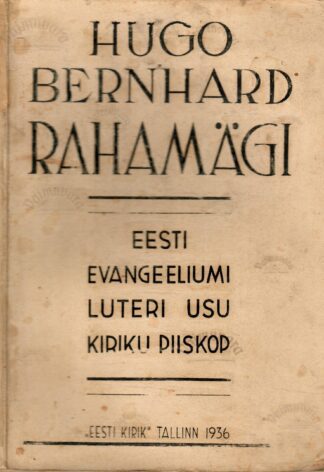 HUGO
BERNHARD
RAHAMÄGI
EESTI
EVANGEELIUMI
LUTERI USU
KIRIKU PIISKOP
„EESTI KIRIK" TALLINN 1936